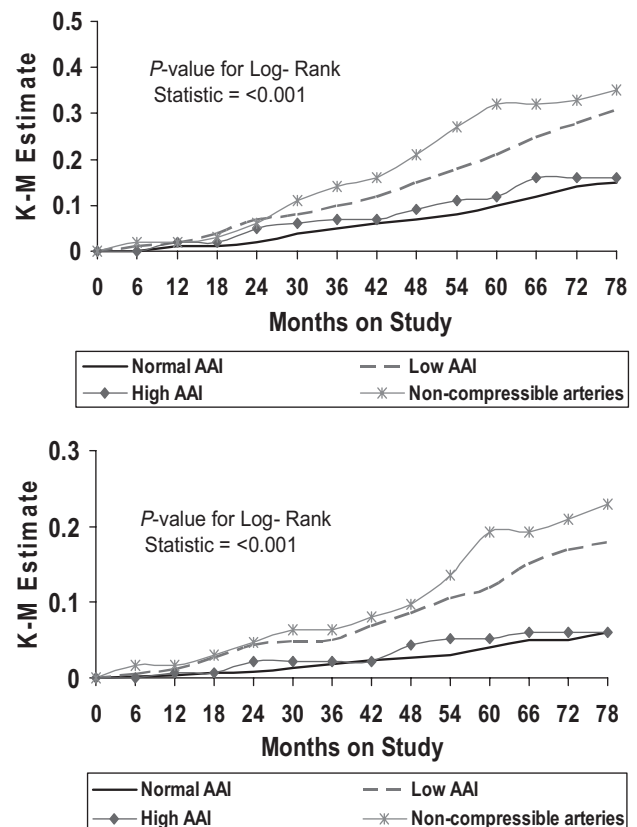 0.5
0.4
0.3
0.2
0.1
0
K-M Estimate
P-value for Log- Rank
Statistic = <0.001
0 6 12 18 24 30 36 42 48 54 60 66 72 78
Months on Study
Normal AAI Low AAI
High AAI Non-compressible arteries
0.3
0.2
0.1
0
K-M Estimate
P-value for Log- Rank
Statistic = <0.001
0 6 12 18 24 30 36 42 48 54 60 66 72 78
Months on Study
Normal AAI Low AAI
High AAI Non-compressible arteries